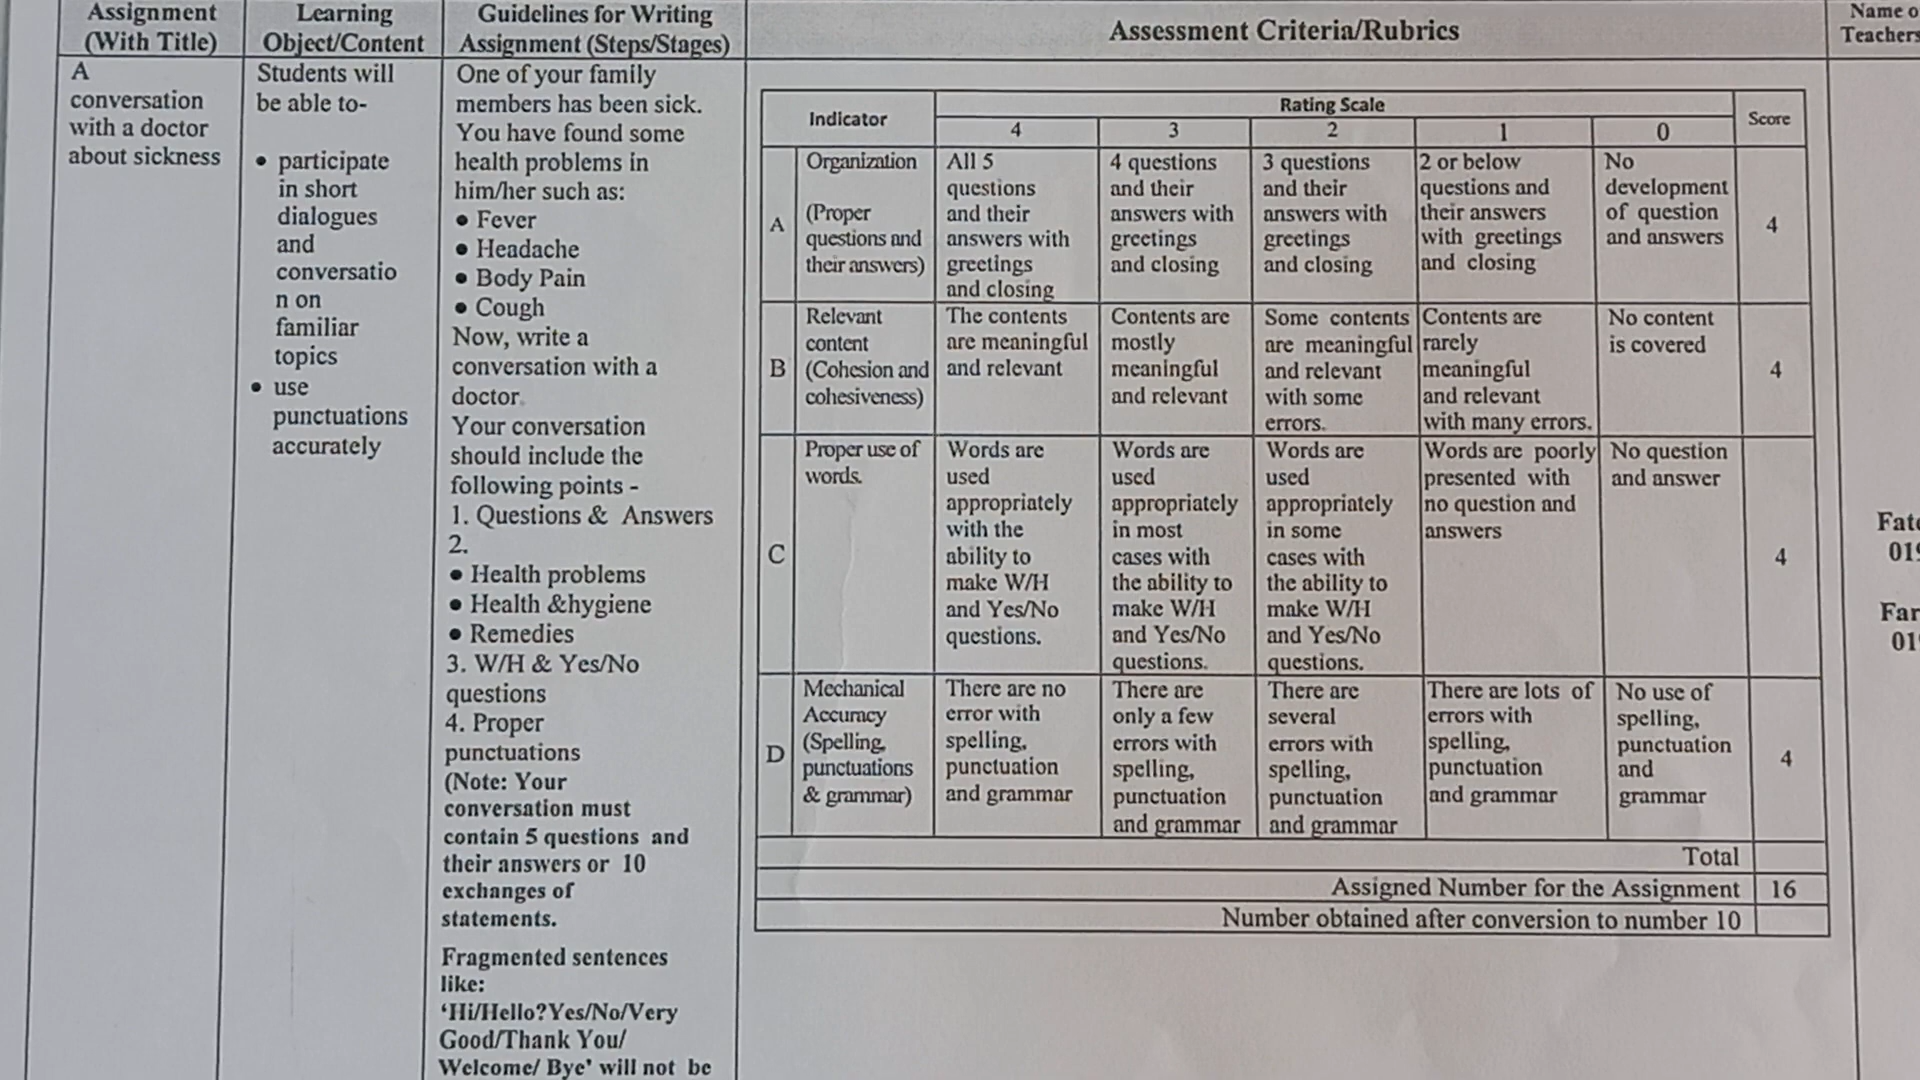 Assignment
(With Title)
Learning
Object/Content
Guidelines for Writing
Assignment (Steps/Stages)
Assessment Criteria/Rubrics
Name o
Teachers
A
conversation
with a doctor
about sickness
Students will
be able to-
• participate
in short
dialogues
and
conversatio
n on
familiar
topics
• use
punctuations
accurately
One of your family
members has been sick.
You have found some
health problems in
him/her such as:
• Fever
• Headache
• Body Pain
• Cough
Now, write a
conversation with a
doctor.
Your conversation
should include the
following points -
1. Questions & Answers
2.
• Health problems
• Health &hygiene
• Remedies
3. W/H & Yes/No
questions
4. Proper
punctuations
(Note: Your
conversation must
contain 5 questions and
their answers or 10
exchanges of
statements.
Fragmented sentences
like:
‘Hi/Hello?Yes/No/Very
Good/Thank You/
Welcome/ Bye’ will not be
Indicator
Rating Scale
Score
4
3
2
1
0
A
Organization
(Proper
questions and
their answers)
All 5
questions
and their
answers with
greetings
and closing
4 questions
and their
answers with
greetings
and closing
3 questions
and their
answers with
greetings
and closing
2 or below
questions and
their answers
with greetings
and closing
No
development
of question
and answers
4
B
Relevant
content
(Cohesion and
cohesiveness)
The contents
are meaningful
and relevant
Contents are
mostly
meaningful
and relevant
Some contents
are meaningful
and relevant
with some
errors.
Contents are
rarely
meaningful
and relevant
with many errors.
No content
is covered
4
C
Proper use of
words.
Words are
used
appropriately
with the
ability to
make W/H
and Yes/No
questions.
Words are
used
appropriately
in most
cases with
the ability to
make W/H
and Yes/No
questions.
Words are
used
appropriately
in some
cases with
the ability to
make W/H
and Yes/No
questions.
Words are poorly
presented with
no question and
answers
No question
and answer
4
D
Mechanical
Accuracy
(Spelling,
punctuations
& grammar)
There are no
error with
spelling,
punctuation
and grammar
There are
only a few
errors with
spelling,
punctuation
and grammar
There are
several
errors with
spelling,
punctuation
and grammar
There are lots of
errors with
spelling,
punctuation
and grammar
No use of
spelling,
punctuation
and
grammar
4
Total
Assigned Number for the Assignment 16
Number obtained after conversion to number 10
Far
01